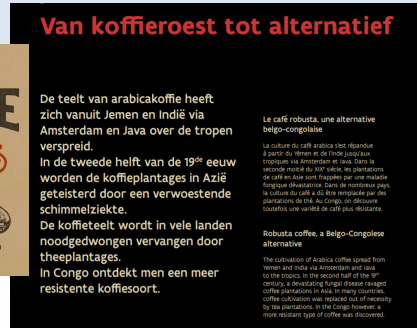 Van koffieroest tot alternatief
De teelt van arabicakoffie heeft
zich vanuit Jemen en Indië via
Amsterdam en Java over de tropen
verspreid.
In de tweede helft van de 19de eeuw
worden de koffieplantages in Azië
geteisterd door een verwoestende
schimmelziekte.
De koffieteelt wordt in vele landen
noodgedwongen vervangen door
theeplantages.
In Congo ontdekt men een meer
resistente koffiesoort.
Le café robusta, une alternative
belgo-congolaise
La culture du café arabica s'est répandue
à partir du Yémen et de l'Inde jusqu'aux
tropiques via Amsterdam et Java. Dans la
seconde moitié du XIXe siècle, les plantations
de café en Asie sont frappées par une maladie
fongique dévastatrice. Dans de nombreux pays,
la culture du café a dû être remplacée par des
plantations de thé. Au Congo, on découvre
toutefois une variété de café plus résistante.
Robusta coffee, a Belgo-Congolese
alternative
The cultivation of Arabica coffee spread from
Yemen and India via Amsterdam and Java
to the tropics. In the second half of the 19th
century, a devastating fungal disease ravaged
coffee plantations in Asia. In many countries,
coffee cultivation was replaced out of necessity
by tea plantations. In the Congo however, a
more resistant type of coffee was discovered.